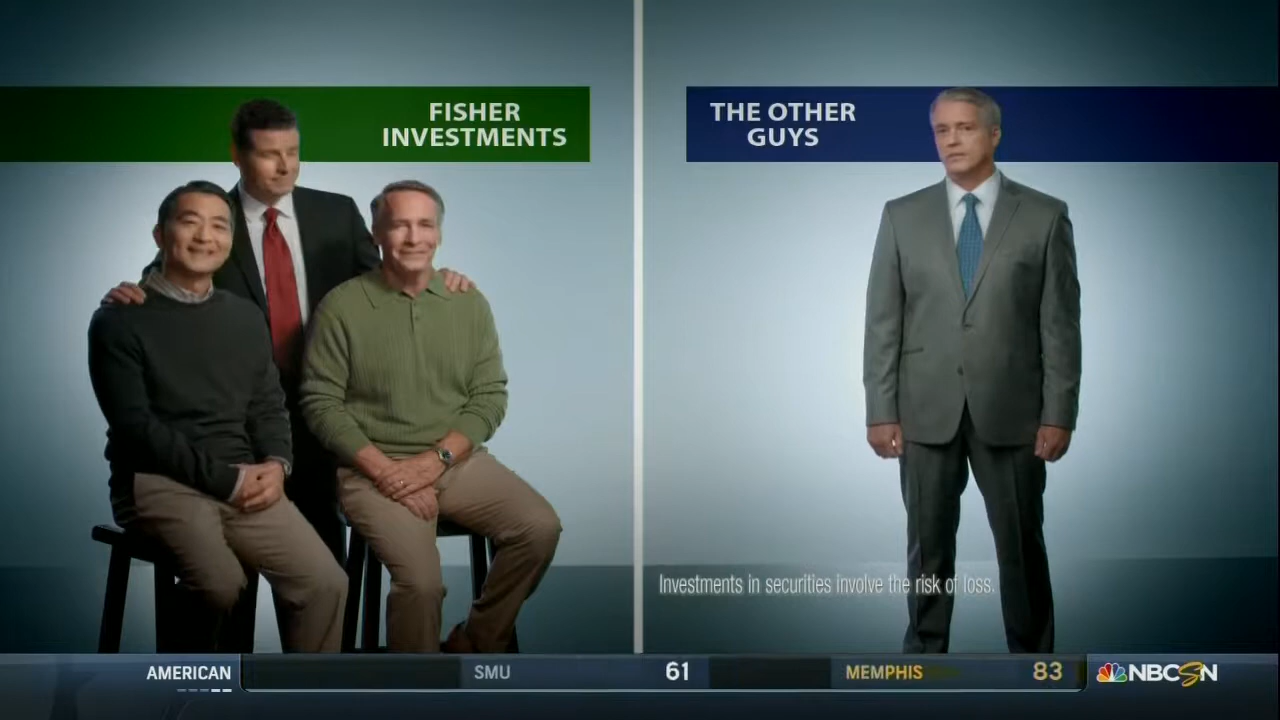 FISHER
INVESTMENTS
THE OTHER
GUYS
Investments in securities involve the risk of loss.
AMERICAN
SMU 61
MEMPHIS 83
NBCSN